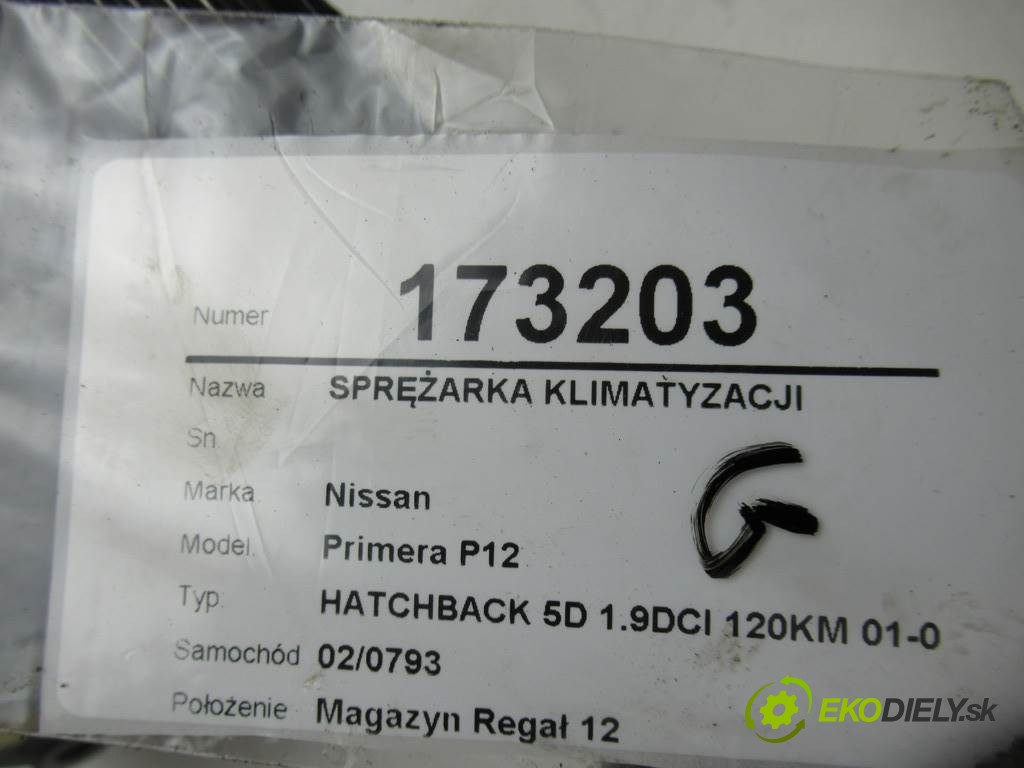 Numer 173203
Nazwa SPRĘŻARKA KLIMATYZACJI
Sn
Marka Nissan
Model. Primera P12
Typ HATCHBACK 5D 1.9DCI 120KM 01-0
G
Samochód 02/0793
Położenie Magazyn Regał 12
EKODIELY.sk